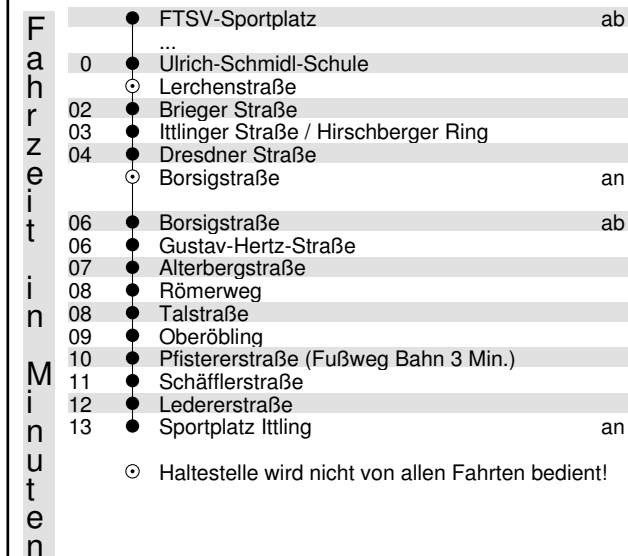 Fahrzeit in Minuten
FTSV-Sportplatz ab
...
0 Ulrich-Schmidl-Schule
Lerchenstraße
02 Brieger Straße
03 Ittlinger Straße / Hirschberger Ring
04 Dresdner Straße
Borsigstraße an
06 Borsigstraße ab
06 Gustav-Hertz-Straße
07 Alterbergstraße
08 Römerweg
08 Talstraße
09 Oberöbling
10 Pfistererstraße (Fußweg Bahn 3 Min.)
11 Schäfflerstraße
12 Ledererstraße
13 Sportplatz Ittling an
Haltestelle wird nicht von allen Fahrten bedient!